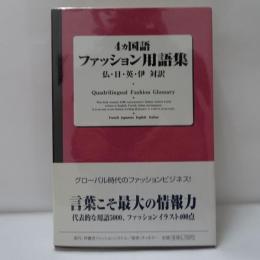 4ヵ国語
ファッション用語集
仏・日・英・伊 対訳
Quadrilingual Fashion Glossary
French Japanese English Italian
グローバル時代のファッションビジネス!
言葉こそ最大の情報力
代表的な用語5000、ファッションイラスト400点